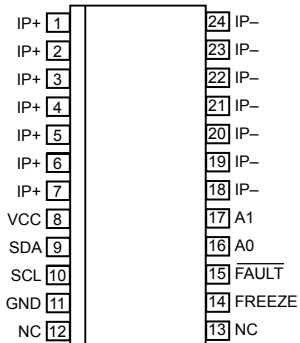 IP+ 1 24 IP–
IP+ 2 23 IP–
IP+ 3 22 IP–
IP+ 4 21 IP–
IP+ 5 20 IP–
IP+ 6 19 IP–
IP+ 7 18 IP–
VCC 8 17 A1
SDA 9 16 A0
SCL 10 15 FAULT
GND 11 14 FREEZE
NC 12 13 NC